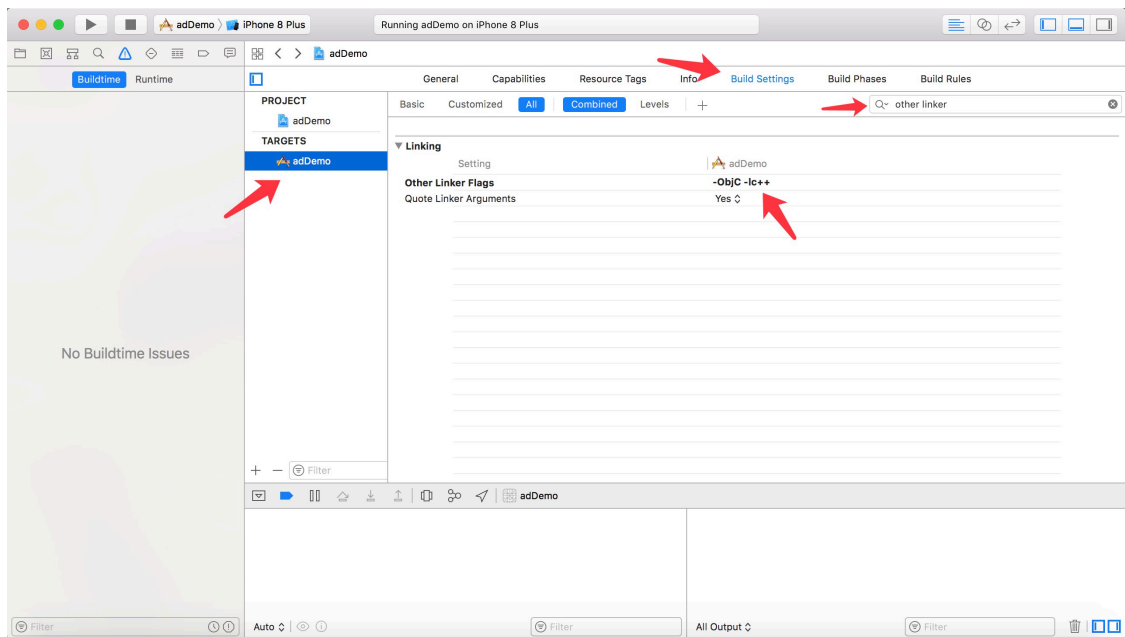 adDemo iPhone 8 Plus Running adDemo on iPhone 8 Plus
adDemo
Buildtime Runtime General Capabilities Resource Tags Info Build Settings Build Phases Build Rules
PROJECT Basic Customized All Combined Levels + other linker
adDemo
TARGETS
adDemo
Linking
Setting adDemo
Other Linker Flags -ObjC -lc++
Quote Linker Arguments Yes
No Buildtime Issues
Filter
adDemo
Filter Auto Filter All Output Filter